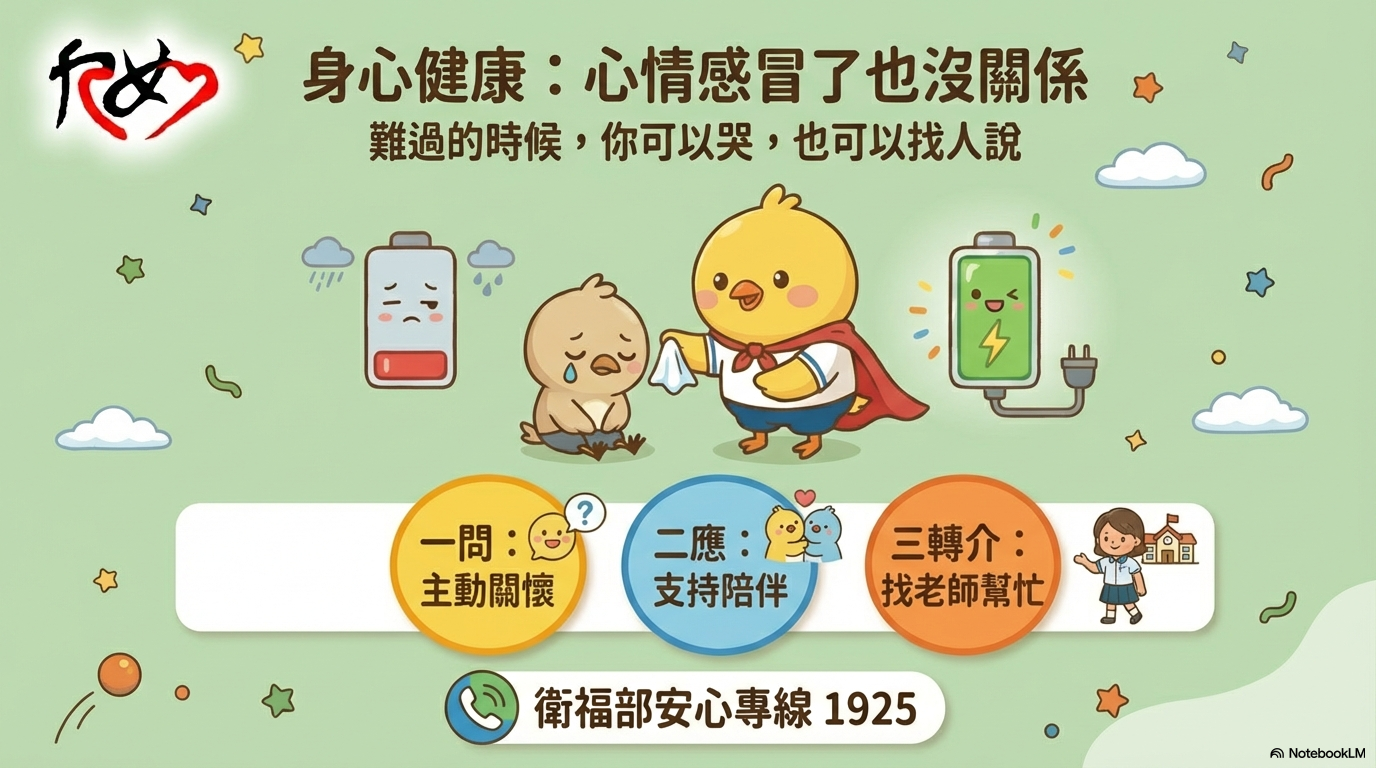 身心健康：心情感冒了也沒關係
難過的時候，你可以哭，也可以找人說
?
一問：
主動關懷
二應：
支持陪伴
三轉介：
找老師幫忙
衛福部安心專線 1925
NotebookLM